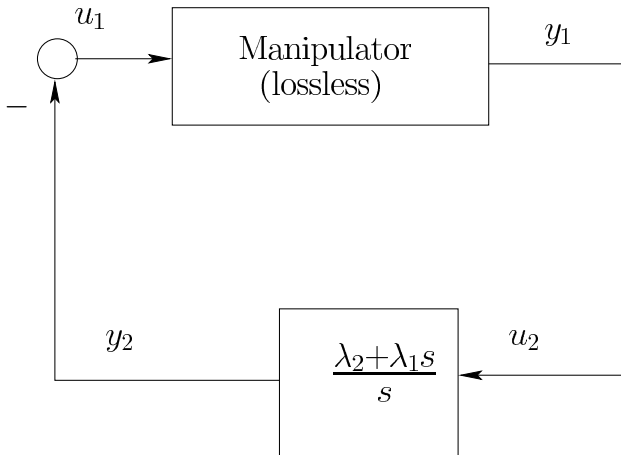 u₁
Manipulator
(lossless)
y₁
−
y₂
λ₂+λ₁s
s
u₂